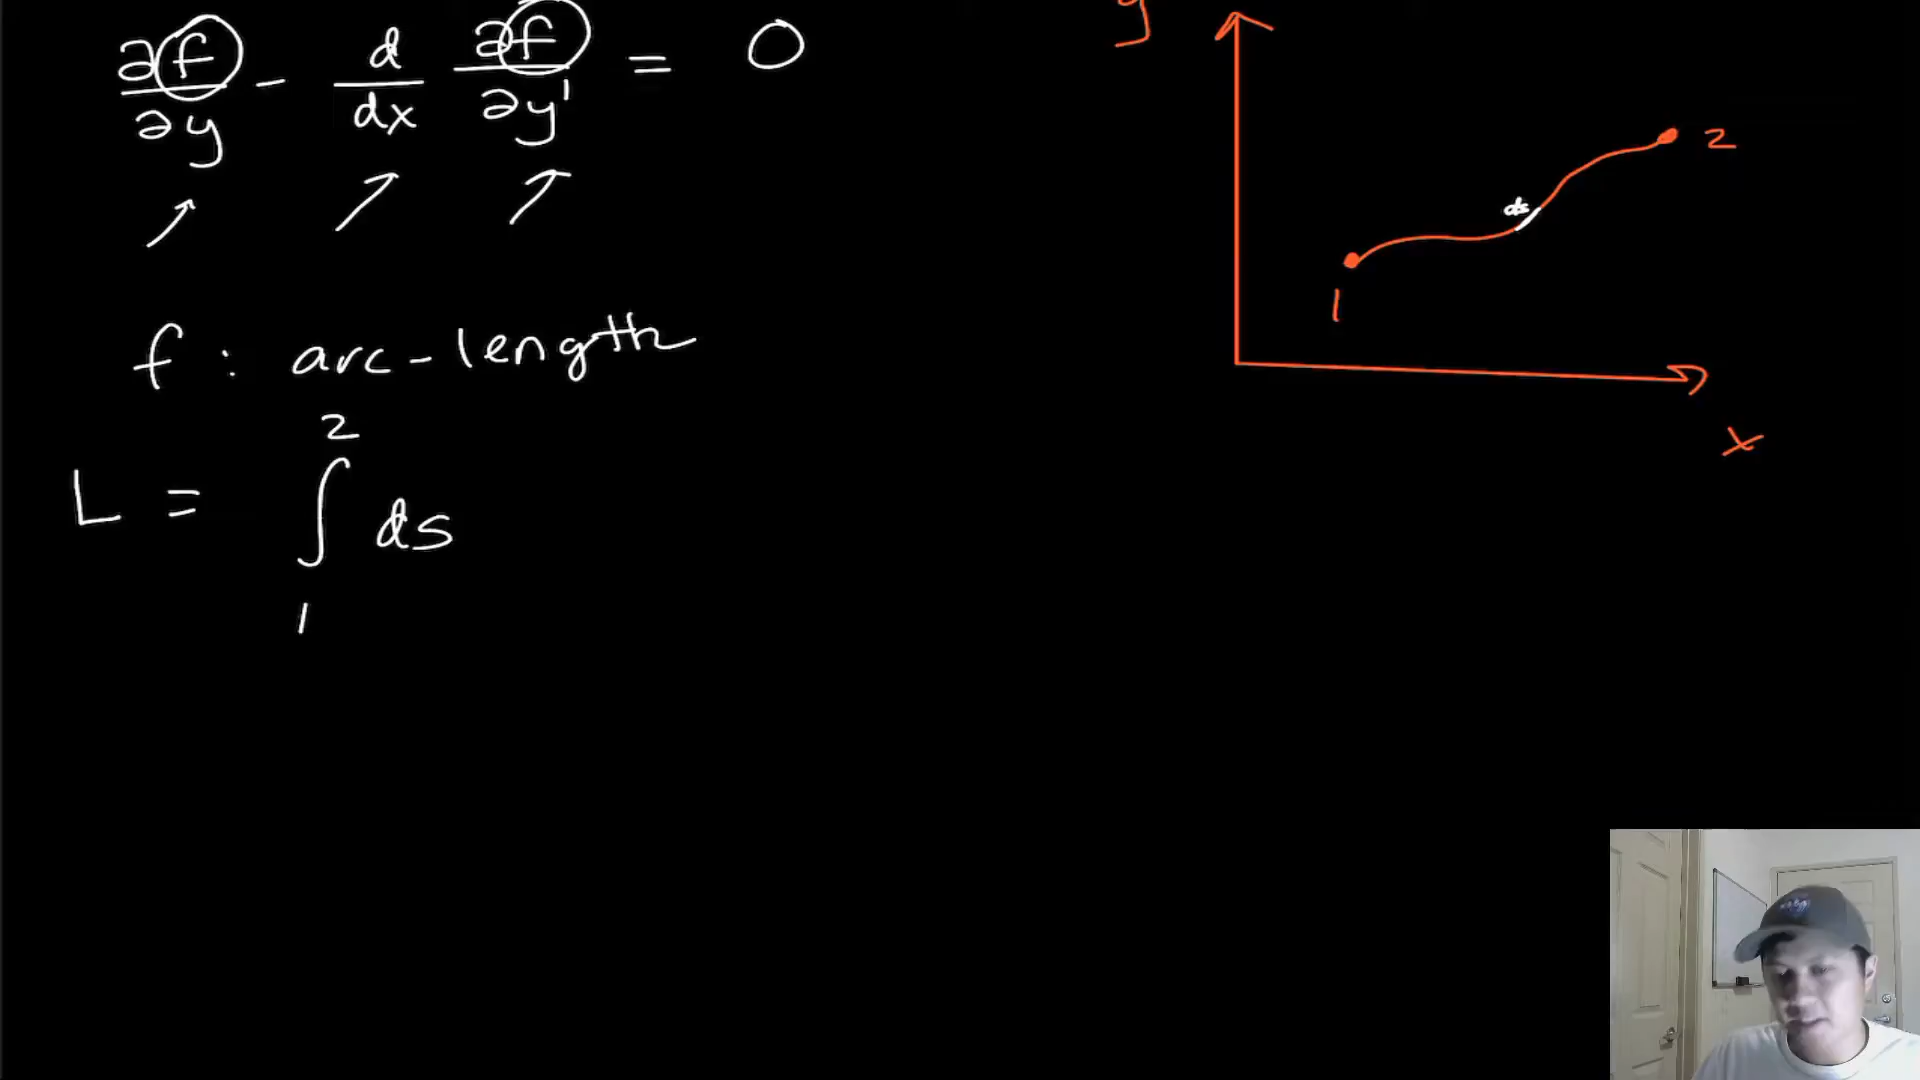 ∂f/∂y - d/dx ∂f/∂y' = 0
y
2
ds
1
x
f : arc-length
L = ∫₁² ds